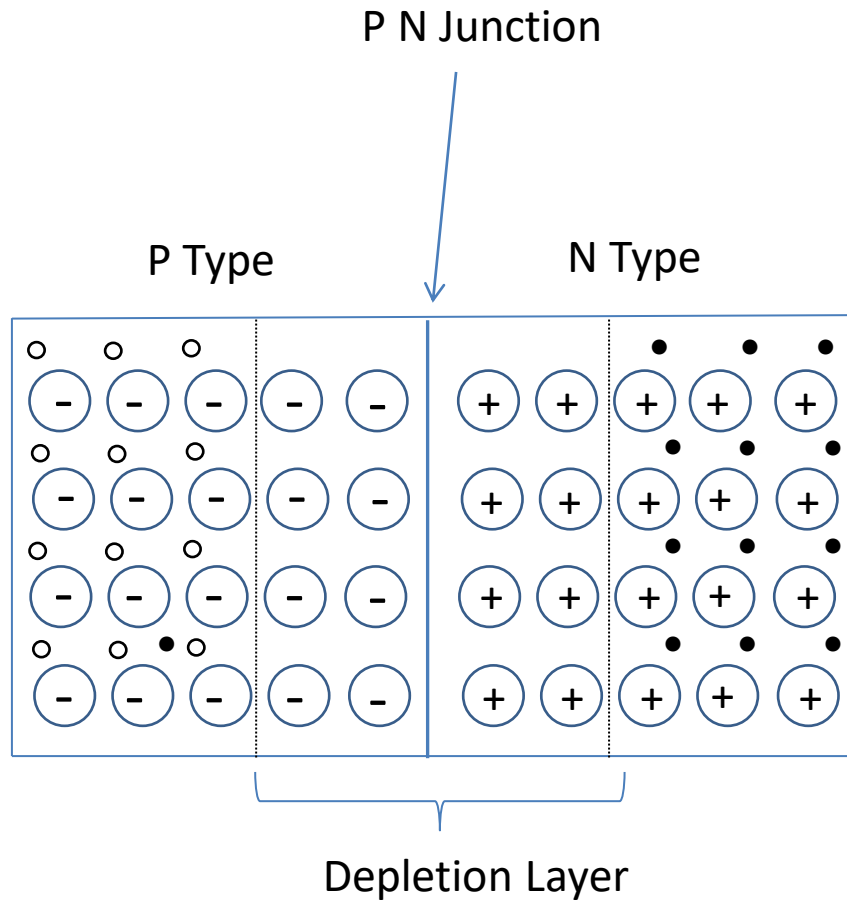 P N Junction
P Type
N Type
- - - - - + + + + +
- - - - - + + + + +
- - - - - + + + + +
- - - - - + + + + +
Depletion Layer